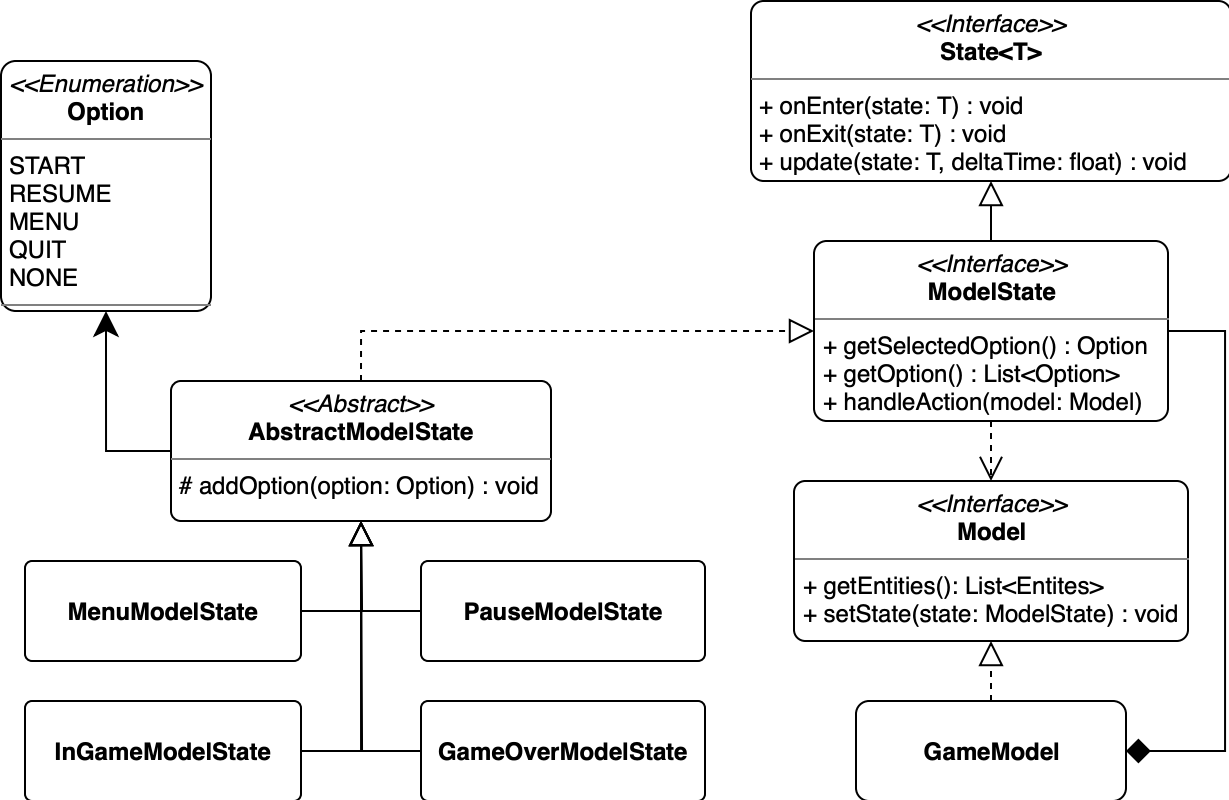 <<Interface>>
State<T>
+ onEnter(state: T) : void
+ onExit(state: T) : void
+ update(state: T, deltaTime: float) : void
<<Enumeration>>
Option
START
RESUME
MENU
QUIT
NONE
<<Interface>>
ModelState
+ getSelectedOption() : Option
+ getOption() : List<Option>
+ handleAction(model: Model)
<<Abstract>>
AbstractModelState
# addOption(option: Option) : void
<<Interface>>
Model
+ getEntities(): List<Entites>
+ setState(state: ModelState) : void
MenuModelState
PauseModelState
InGameModelState
GameOverModelState
GameModel